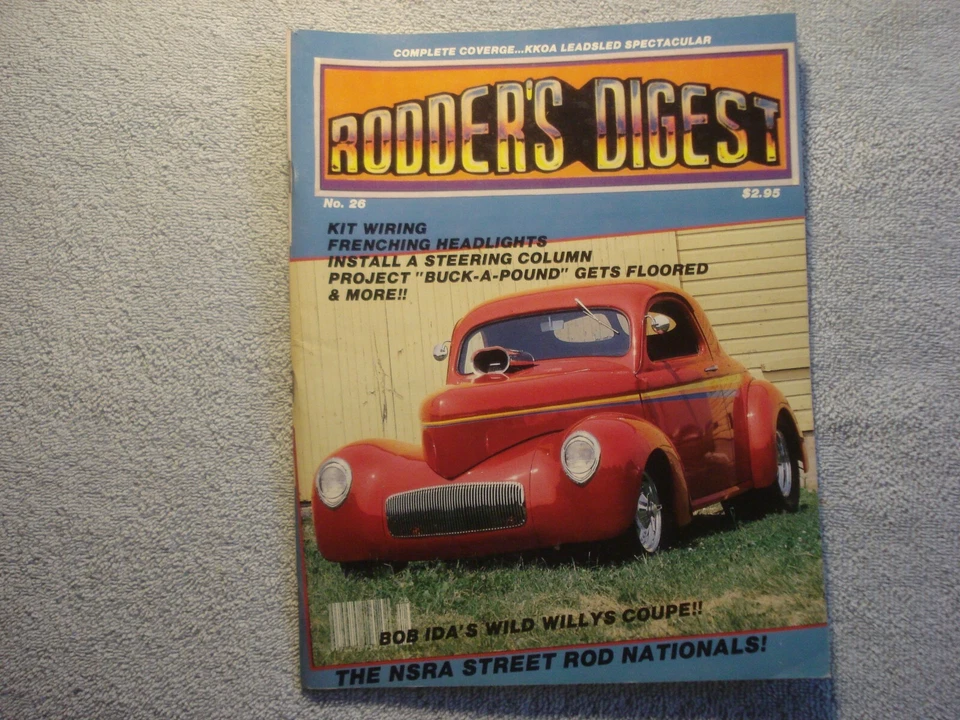 COMPLETE COVERGE...KKOA LEADSLED SPECTACULAR
RODDER'S DIGEST
No. 26
$2.95
KIT WIRING
FRENCHING HEADLIGHTS
INSTALL A STEERING COLUMN
PROJECT "BUCK-A-POUND" GETS FLOORED
& MORE!!
BOB IDA'S WILD WILLYS COUPE!!
THE NSRA STREET ROD NATIONALS!